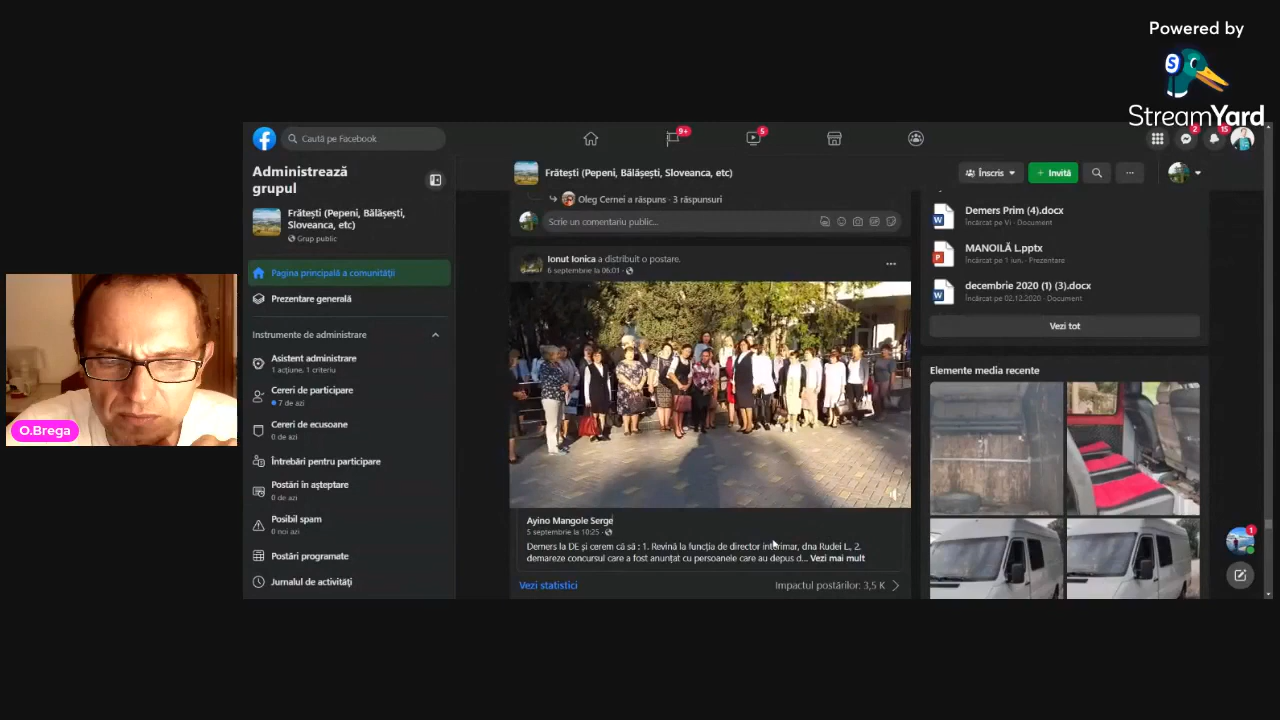 Powered by
StreamYard
Caută pe Facebook
9+
5
2
15
Administrează
grupul
Frătești (Pepeni, Bălășești, Sloveanca, etc)
Înscris
+ Invită
Frătești (Pepeni, Bălășești,
Sloveanca, etc)
Grup public
Pagina principală a comunității
Prezentare generală
Instrumente de administrare
Asistent administrare
1 acțiune, 1 criteriu
Cereri de participare
7 de azi
Cereri de ecusoane
0 de azi
Întrebări pentru participare
Postări în așteptare
0 de azi
Posibil spam
0 noi azi
Postări programate
Jurnalul de activități
Oleg Cernei a răspuns · 3 răspunsuri
Scrie un comentariu public...
Ionut Ionica a distribuit o postare.
6 septembrie la 06:01
Ayino Mangole Serge
5 septembrie la 10:25
Demers la DE și cerem că să : 1. Revină la funcția de director interimar, dna Rudei L., 2.
demareze concursul care a fost anunțat cu persoanele care au depus d... Vezi mai mult
Vezi statistici
Impactul postărilor: 3,5 K
Demers Prim (4).docx
Încărcat pe Vi · Document
MANOILĂ L.pptx
Încărcat pe 1 iun. · Prezentare
decembrie 2020 (1) (3).docx
Încărcat pe 02.12.2020 · Document
Vezi tot
Elemente media recente
1
O.Brega